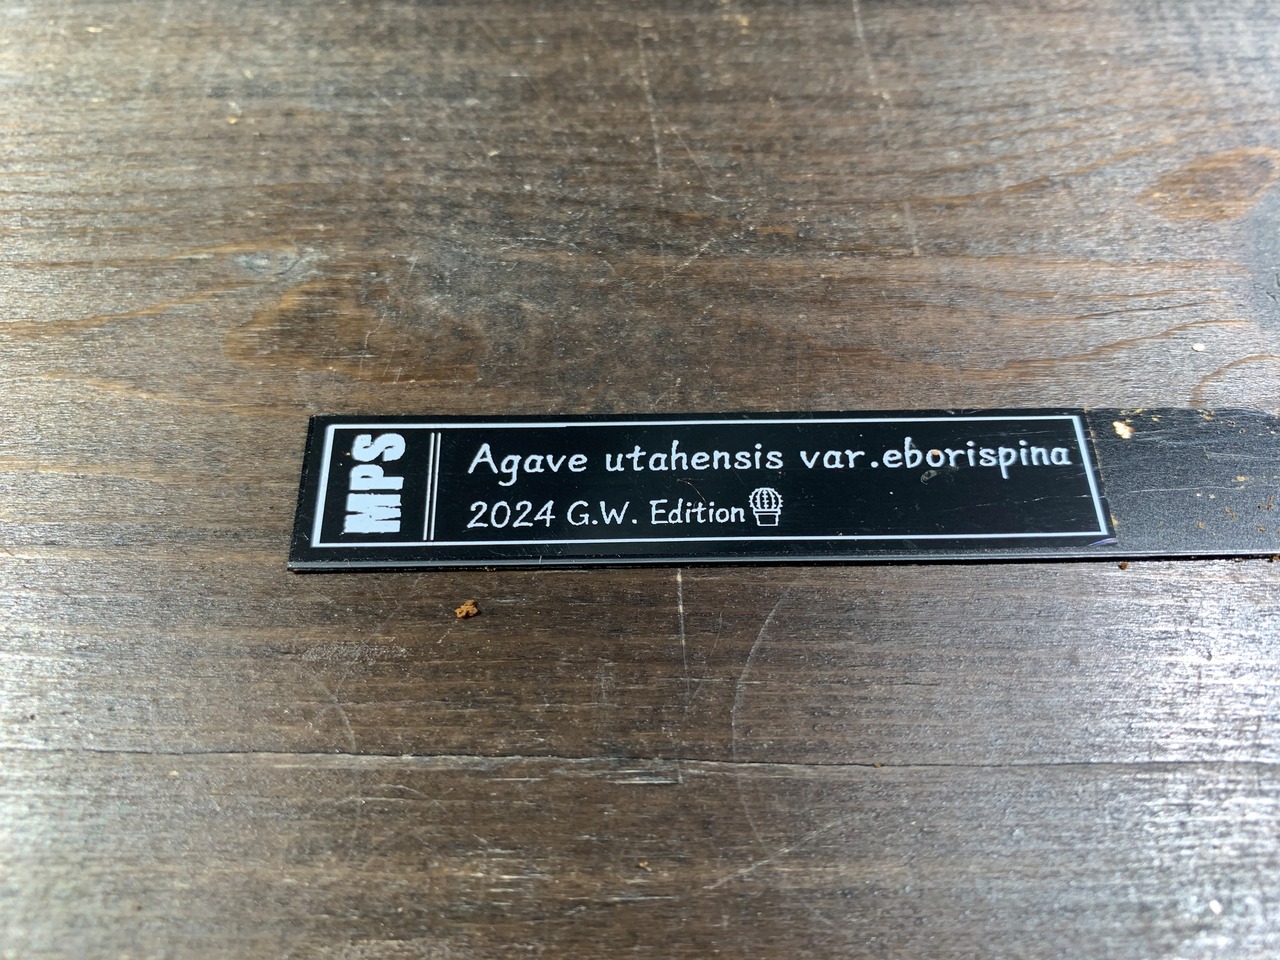 MPS
Agave utahensis var.eborispina
2024 G.W. Edition